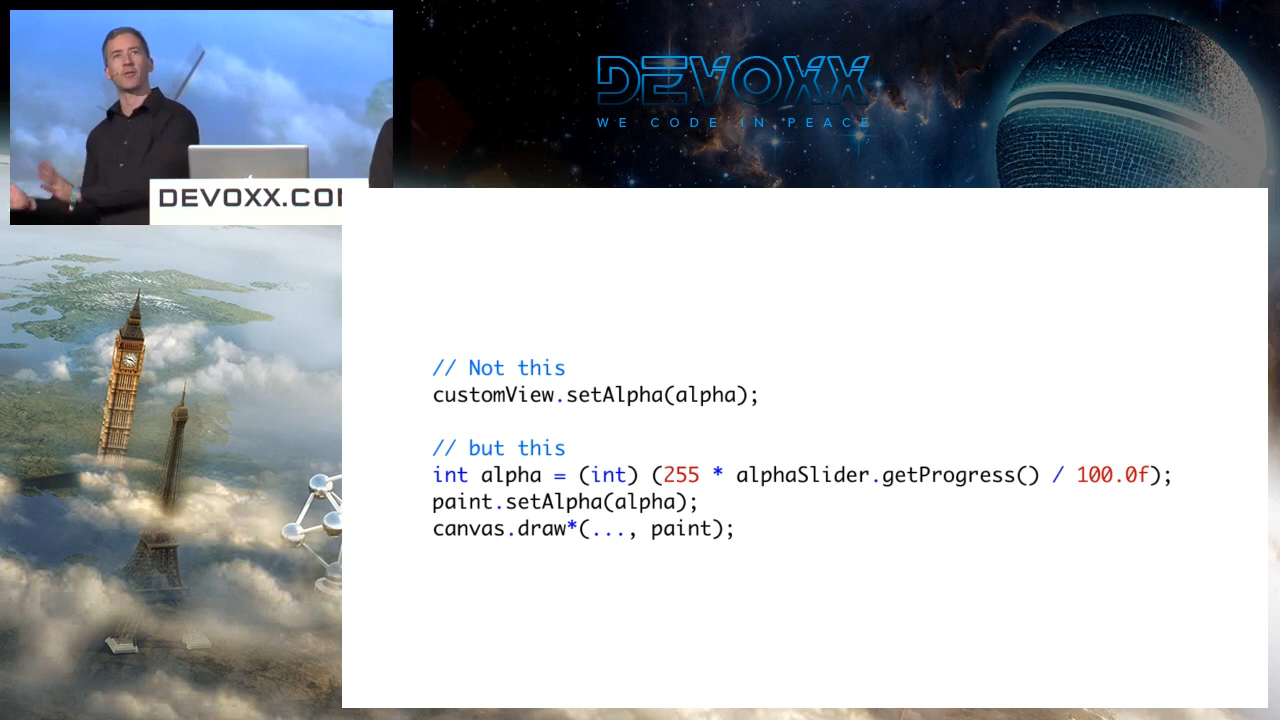 DEVOXX
WE CODE IN PEACE
DEVOXX.CO
// Not this
customView.setAlpha(alpha);
// but this
int alpha = (int) (255 * alphaSlider.getProgress() / 100.0f);
paint.setAlpha(alpha);
canvas.draw*(..., paint);